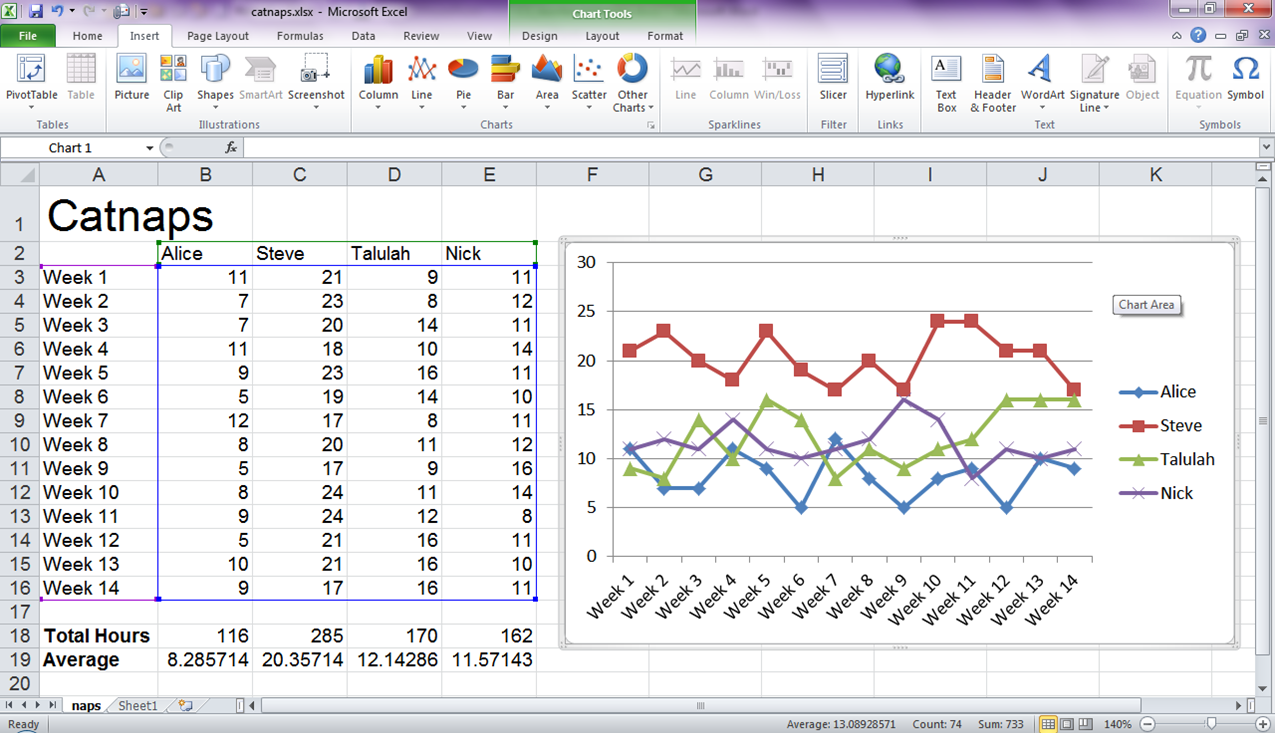 catnaps.xlsx - Microsoft Excel
Chart Tools
File Home Insert Page Layout Formulas Data Review View Design Layout Format
PivotTable Table Picture Clip Art Shapes SmartArt Screenshot Column Line Pie Bar Area Scatter Other Charts Line Column Win/Loss Slicer Hyperlink Text Box Header & Footer WordArt Signature Line Object Equation Symbol
Tables Illustrations Charts Sparklines Filter Links Text Symbols
Chart 1 fx
A B C D E F G H I J K
1 Catnaps
2 Alice Steve Talulah Nick
3 Week 1 11 21 9 11
4 Week 2 7 23 8 12
5 Week 3 7 20 14 11
6 Week 4 11 18 10 14
7 Week 5 9 23 16 11
8 Week 6 5 19 14 10
9 Week 7 12 17 8 11
10 Week 8 8 20 11 12
11 Week 9 5 17 9 16
12 Week 10 8 24 11 14
13 Week 11 9 24 12 8
14 Week 12 5 21 16 11
15 Week 13 10 21 16 10
16 Week 14 9 17 16 11
17
18 Total Hours 116 285 170 162
19 Average 8.285714 20.35714 12.14286 11.57143
20
30
25
20
15
10
5
0
Week 1 Week 2 Week 3 Week 4 Week 5 Week 6 Week 7 Week 8 Week 9 Week 10 Week 11 Week 12 Week 13 Week 14
Chart Area
Alice
Steve
Talulah
Nick
naps Sheet1
Ready Average: 13.08928571 Count: 74 Sum: 733 140%